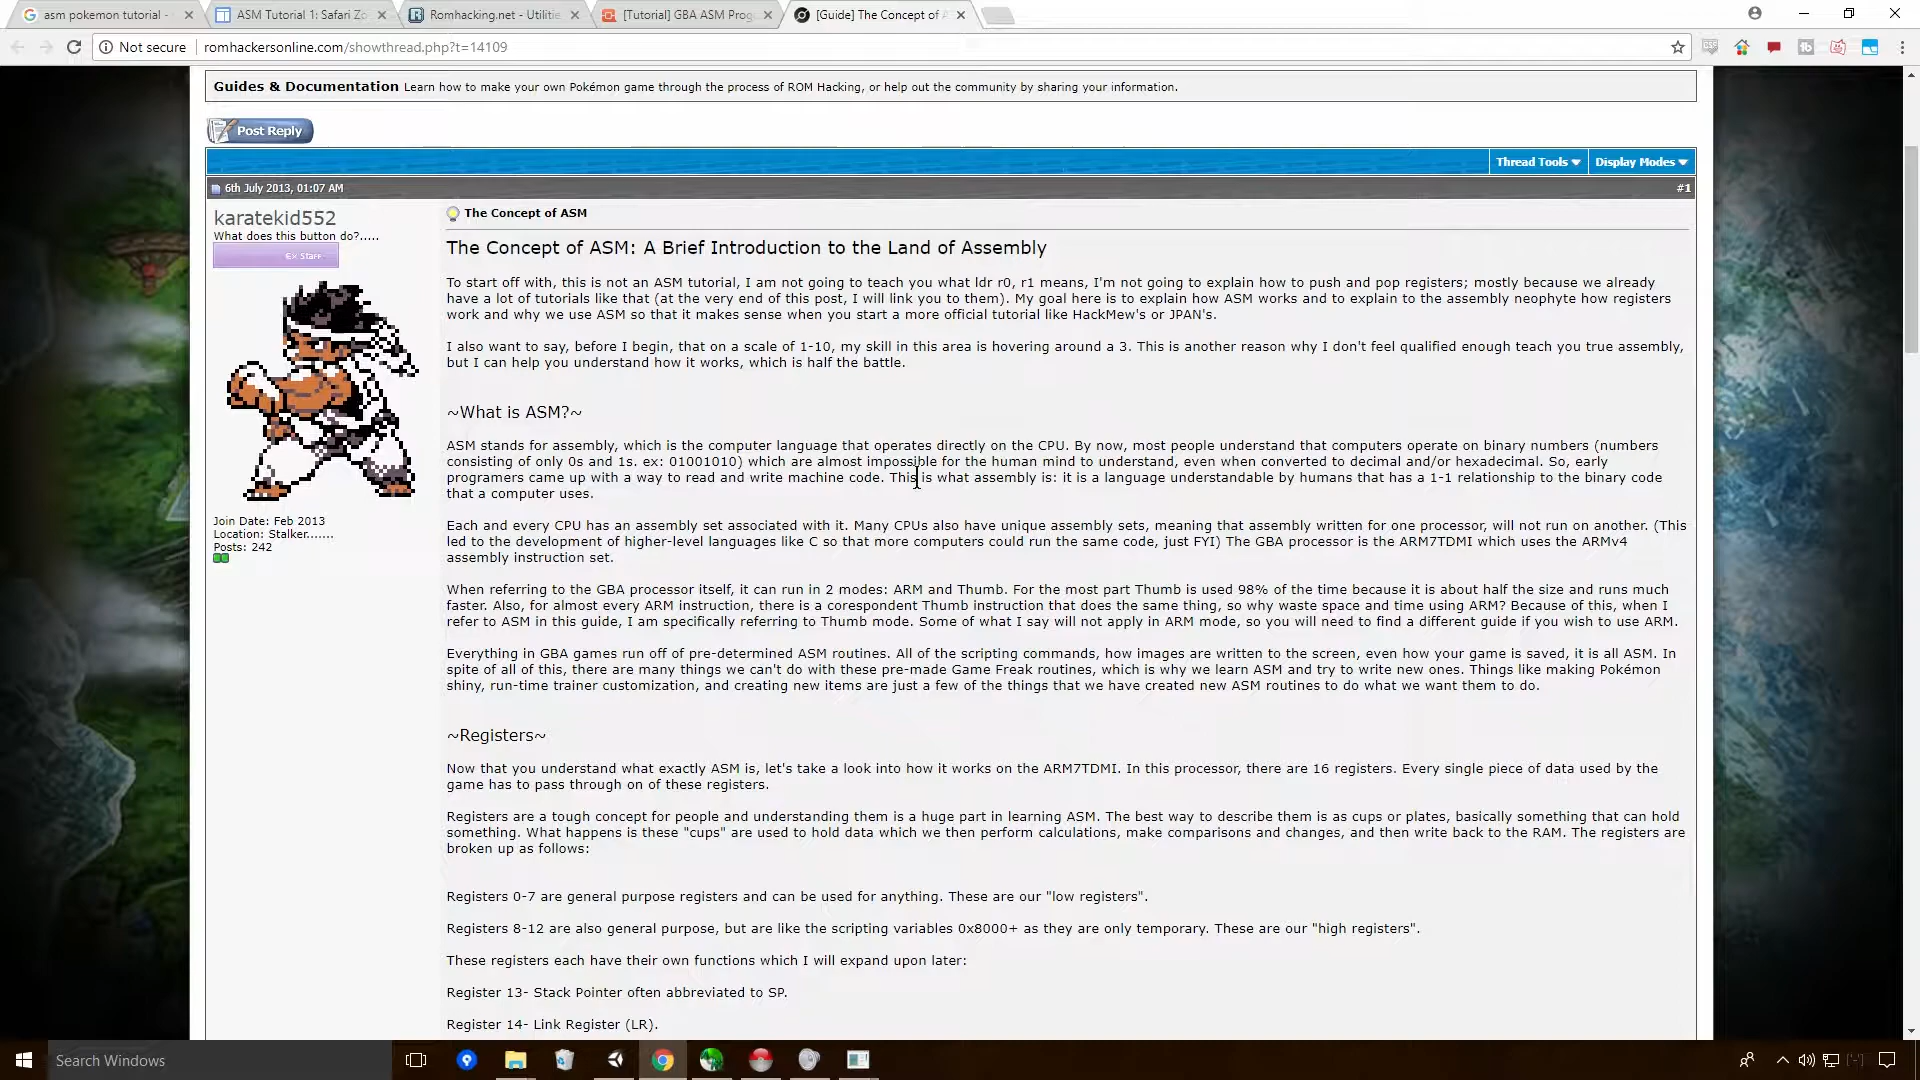 asm pokemon tutorial -
ASM Tutorial 1: Safari Zo
Romhacking.net - Utilitie
[Tutorial] GBA ASM Prog
[Guide] The Concept of A
Not secure
romhackersonline.com/showthread.php?t=14109
Guides & Documentation Learn how to make your own Pokémon game through the process of ROM Hacking, or help out the community by sharing your information.
Post Reply
Thread Tools
Display Modes
6th July 2013, 01:07 AM
#1
karatekid552
What does this button do?.....
Ex Staff
Join Date: Feb 2013
Location: Stalker.......
Posts: 242
The Concept of ASM
The Concept of ASM: A Brief Introduction to the Land of Assembly
To start off with, this is not an ASM tutorial, I am not going to teach you what ldr r0, r1 means, I'm not going to explain how to push and pop registers; mostly because we already
have a lot of tutorials like that (at the very end of this post, I will link you to them). My goal here is to explain how ASM works and to explain to the assembly neophyte how registers
work and why we use ASM so that it makes sense when you start a more official tutorial like HackMew's or JPAN's.
I also want to say, before I begin, that on a scale of 1-10, my skill in this area is hovering around a 3. This is another reason why I don't feel qualified enough teach you true assembly,
but I can help you understand how it works, which is half the battle.
~What is ASM?~
ASM stands for assembly, which is the computer language that operates directly on the CPU. By now, most people understand that computers operate on binary numbers (numbers
consisting of only 0s and 1s. ex: 01001010) which are almost impossible for the human mind to understand, even when converted to decimal and/or hexadecimal. So, early
programers came up with a way to read and write machine code. This is what assembly is: it is a language understandable by humans that has a 1-1 relationship to the binary code
that a computer uses.
Each and every CPU has an assembly set associated with it. Many CPUs also have unique assembly sets, meaning that assembly written for one processor, will not run on another. (This
led to the development of higher-level languages like C so that more computers could run the same code, just FYI) The GBA processor is the ARM7TDMI which uses the ARMv4
assembly instruction set.
When referring to the GBA processor itself, it can run in 2 modes: ARM and Thumb. For the most part Thumb is used 98% of the time because it is about half the size and runs much
faster. Also, for almost every ARM instruction, there is a corespondent Thumb instruction that does the same thing, so why waste space and time using ARM? Because of this, when I
refer to ASM in this guide, I am specifically referring to Thumb mode. Some of what I say will not apply in ARM mode, so you will need to find a different guide if you wish to use ARM.
Everything in GBA games run off of pre-determined ASM routines. All of the scripting commands, how images are written to the screen, even how your game is saved, it is all ASM. In
spite of all of this, there are many things we can't do with these pre-made Game Freak routines, which is why we learn ASM and try to write new ones. Things like making Pokémon
shiny, run-time trainer customization, and creating new items are just a few of the things that we have created new ASM routines to do what we want them to do.
~Registers~
Now that you understand what exactly ASM is, let's take a look into how it works on the ARM7TDMI. In this processor, there are 16 registers. Every single piece of data used by the
game has to pass through on of these registers.
Registers are a tough concept for people and understanding them is a huge part in learning ASM. The best way to describe them is as cups or plates, basically something that can hold
something. What happens is these "cups" are used to hold data which we then perform calculations, make comparisons and changes, and then write back to the RAM. The registers are
broken up as follows:
Registers 0-7 are general purpose registers and can be used for anything. These are our "low registers".
Registers 8-12 are also general purpose, but are like the scripting variables 0x8000+ as they are only temporary. These are our "high registers".
These registers each have their own functions which I will expand upon later:
Register 13- Stack Pointer often abbreviated to SP.
Register 14- Link Register (LR).
Search Windows